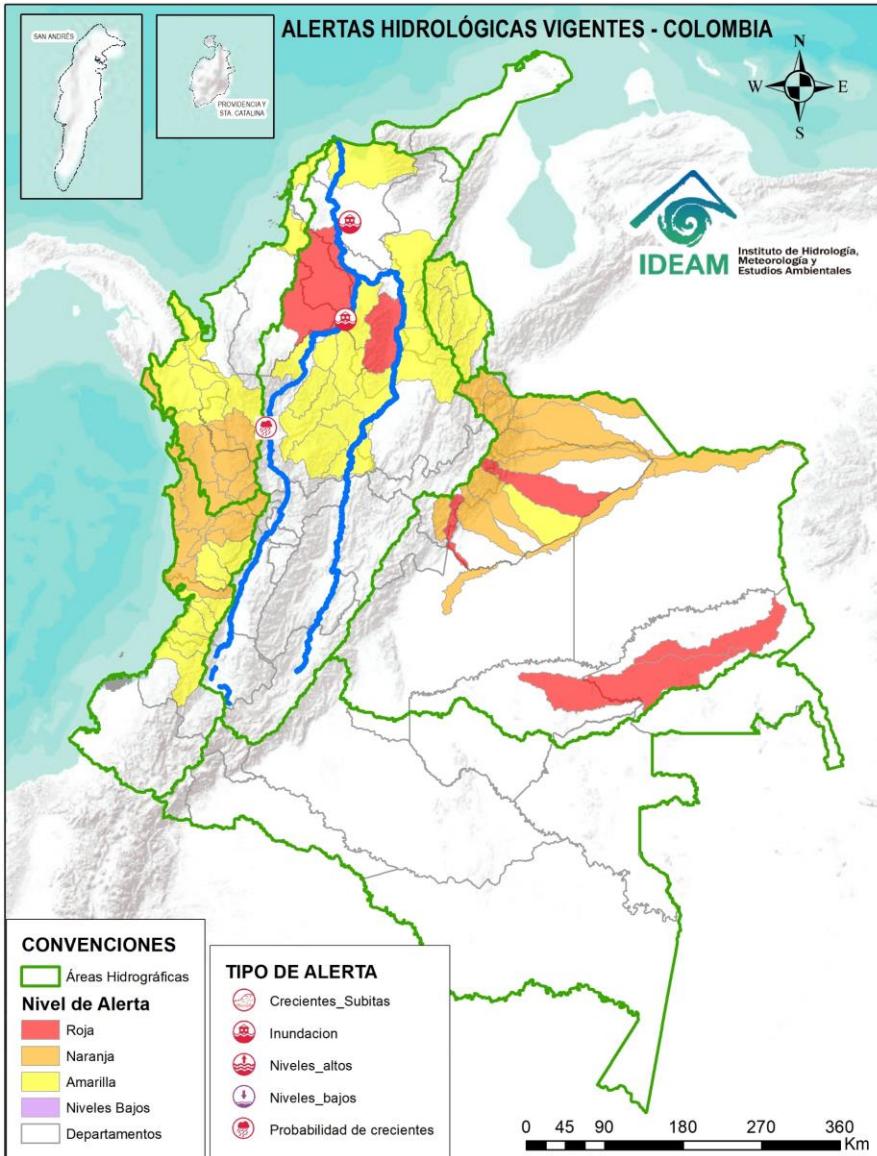 ALERTAS HIDROLÓGICAS VIGENTES - COLOMBIA
SAN ANDRÉS
PROVIDENCIA Y
STA. CATALINA
N
W
E
S
IDEAM
Instituto de Hidrología,
Meteorología y
Estudios Ambientales
CONVENCIONES
Áreas Hidrográficas
Nivel de Alerta
Roja
Naranja
Amarilla
Niveles Bajos
Departamentos
TIPO DE ALERTA
Crecientes_Subitas
Inundacion
Niveles_altos
Niveles_bajos
Probabilidad de crecientes
0 45 90 180 270 360
Km